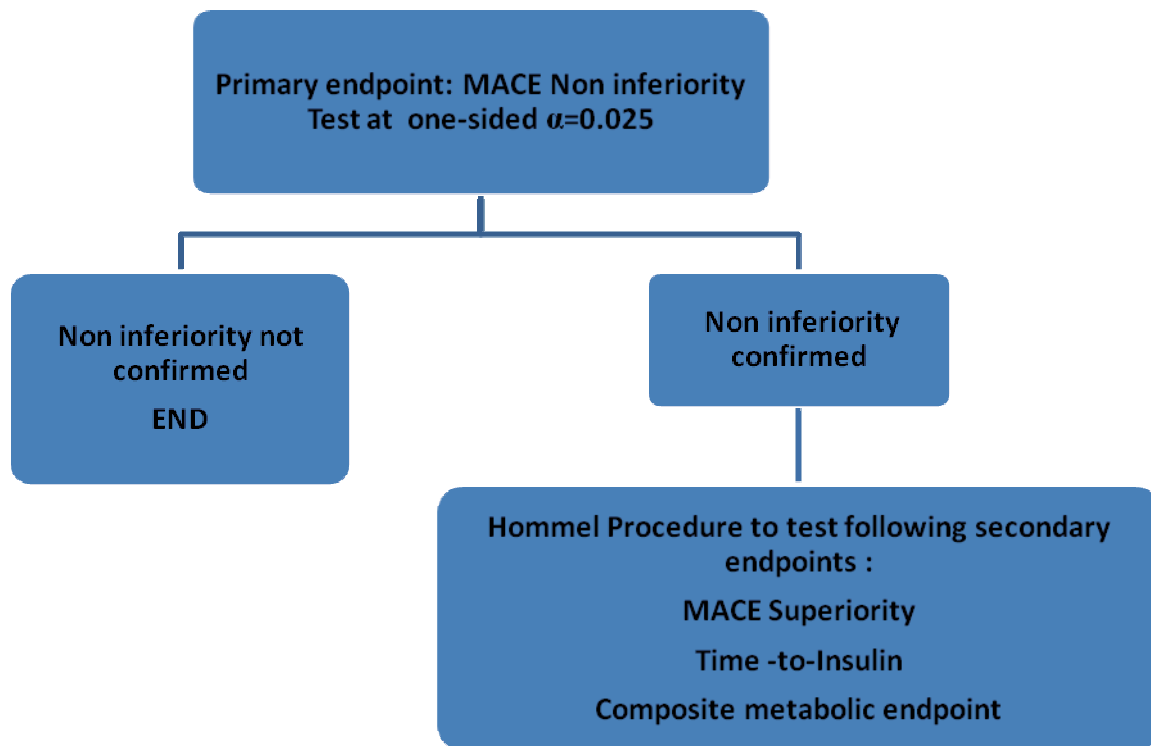 Primary endpoint: MACE Non inferiority
Test at one-sided α=0.025
Non inferiority not
confirmed
END
Non inferiority
confirmed
Hommel Procedure to test following secondary
endpoints :
MACE Superiority
Time -to-Insulin
Composite metabolic endpoint